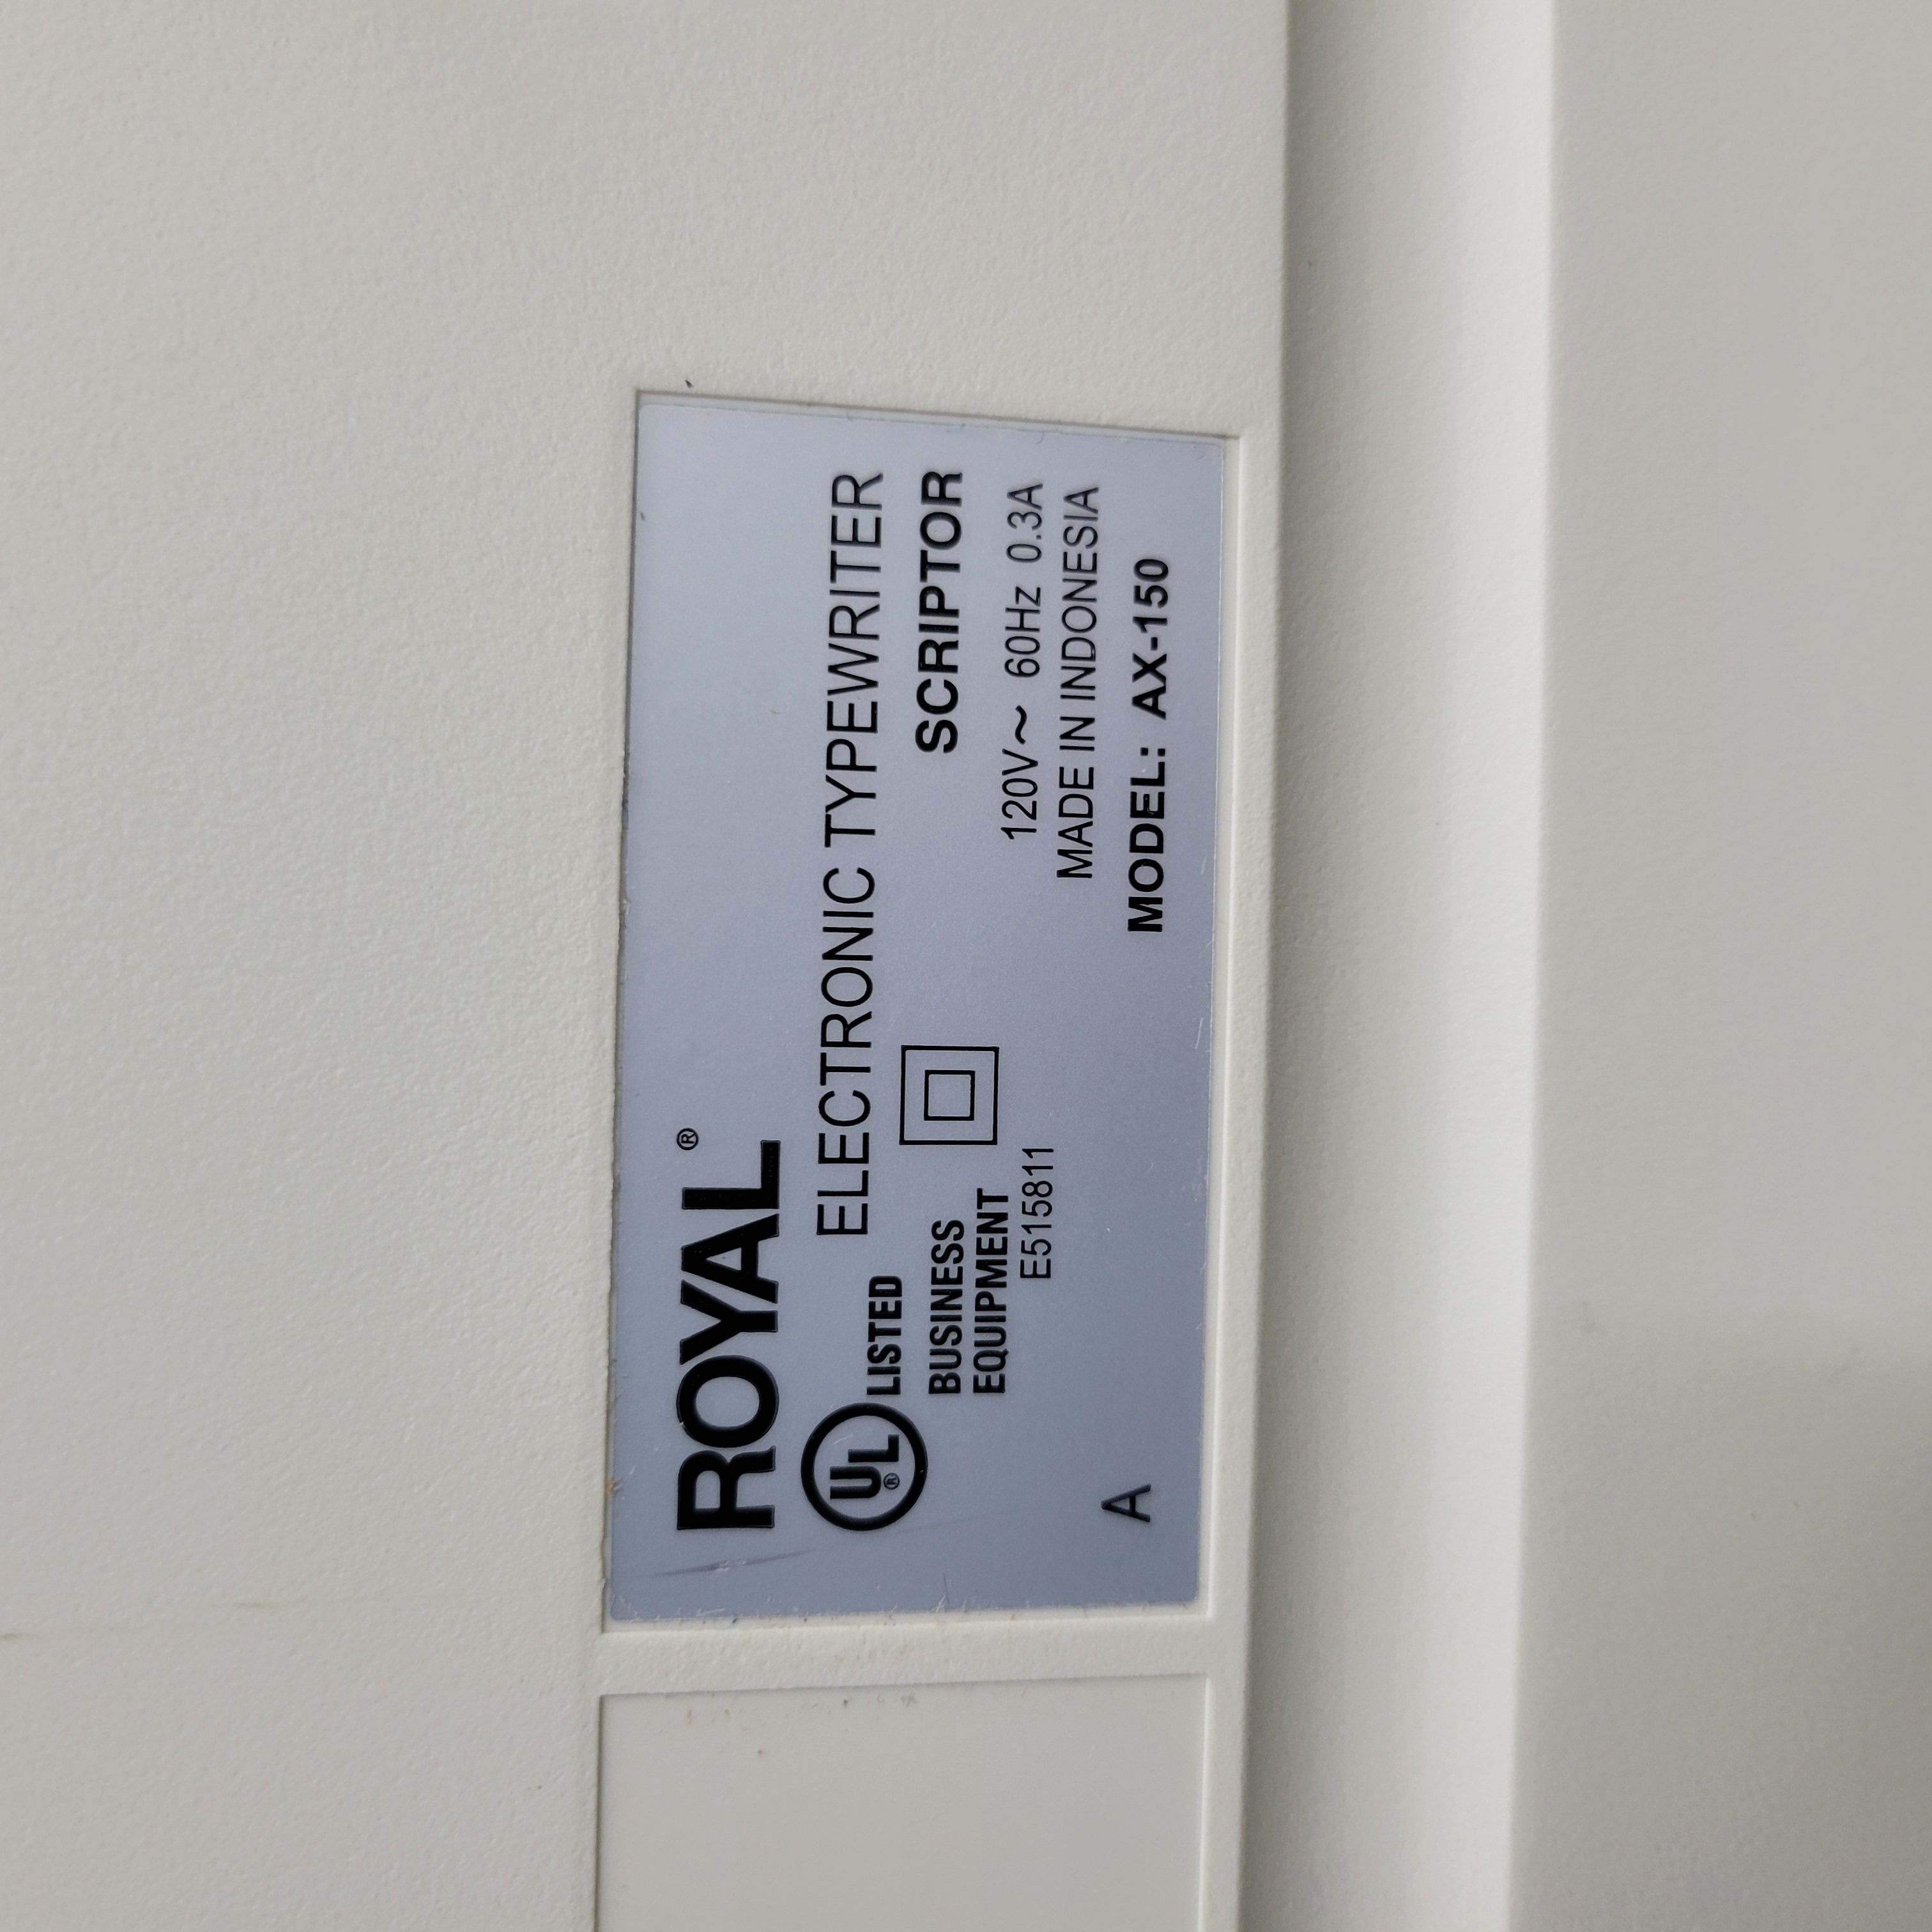 ROYAL®
ELECTRONIC TYPEWRITER
UL® LISTED
SCRIPTOR
BUSINESS
EQUIPMENT
E515811
120V~ 60Hz 0.3A
MADE IN INDONESIA
A
MODEL: AX-150